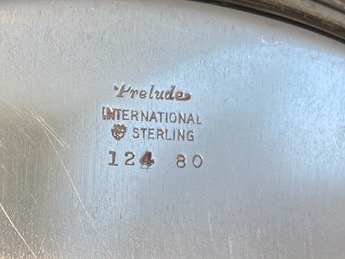 Prelude
INTERNATIONAL
STERLING
124 80